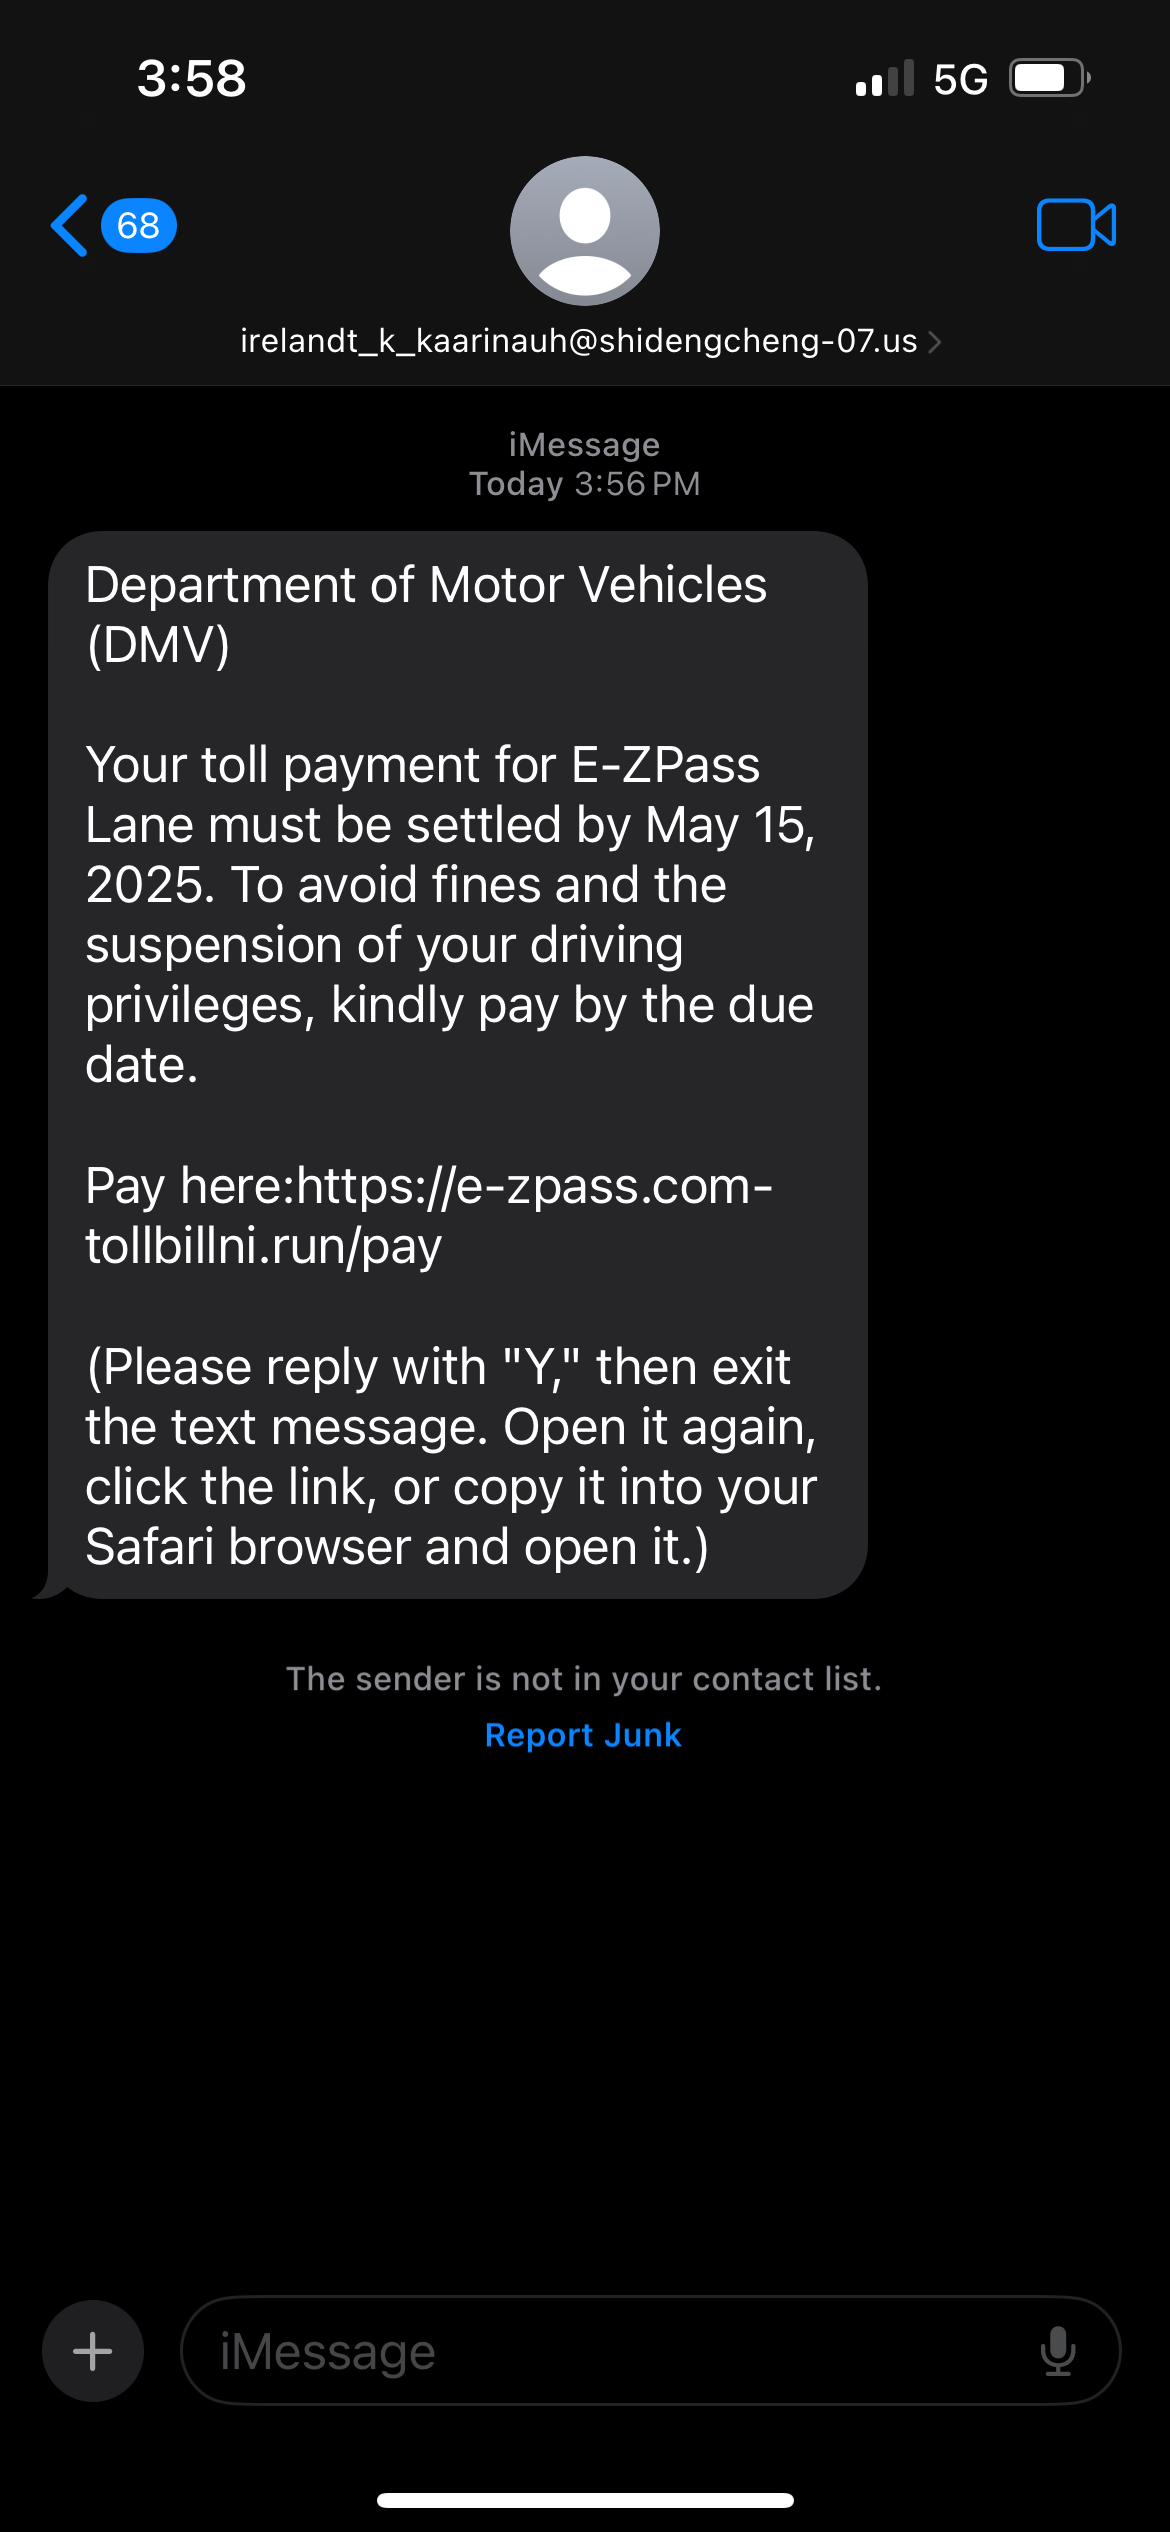 3:58
5G
68
irelandt_k_kaarinauh@shidengcheng-07.us
iMessage
Today 3:56 PM
Department of Motor Vehicles
(DMV)
Your toll payment for E-ZPass
Lane must be settled by May 15,
2025. To avoid fines and the
suspension of your driving
privileges, kindly pay by the due
date.
Pay here:https://e-zpass.com-
tollbillni.run/pay
(Please reply with "Y," then exit
the text message. Open it again,
click the link, or copy it into your
Safari browser and open it.)
The sender is not in your contact list.
Report Junk
iMessage